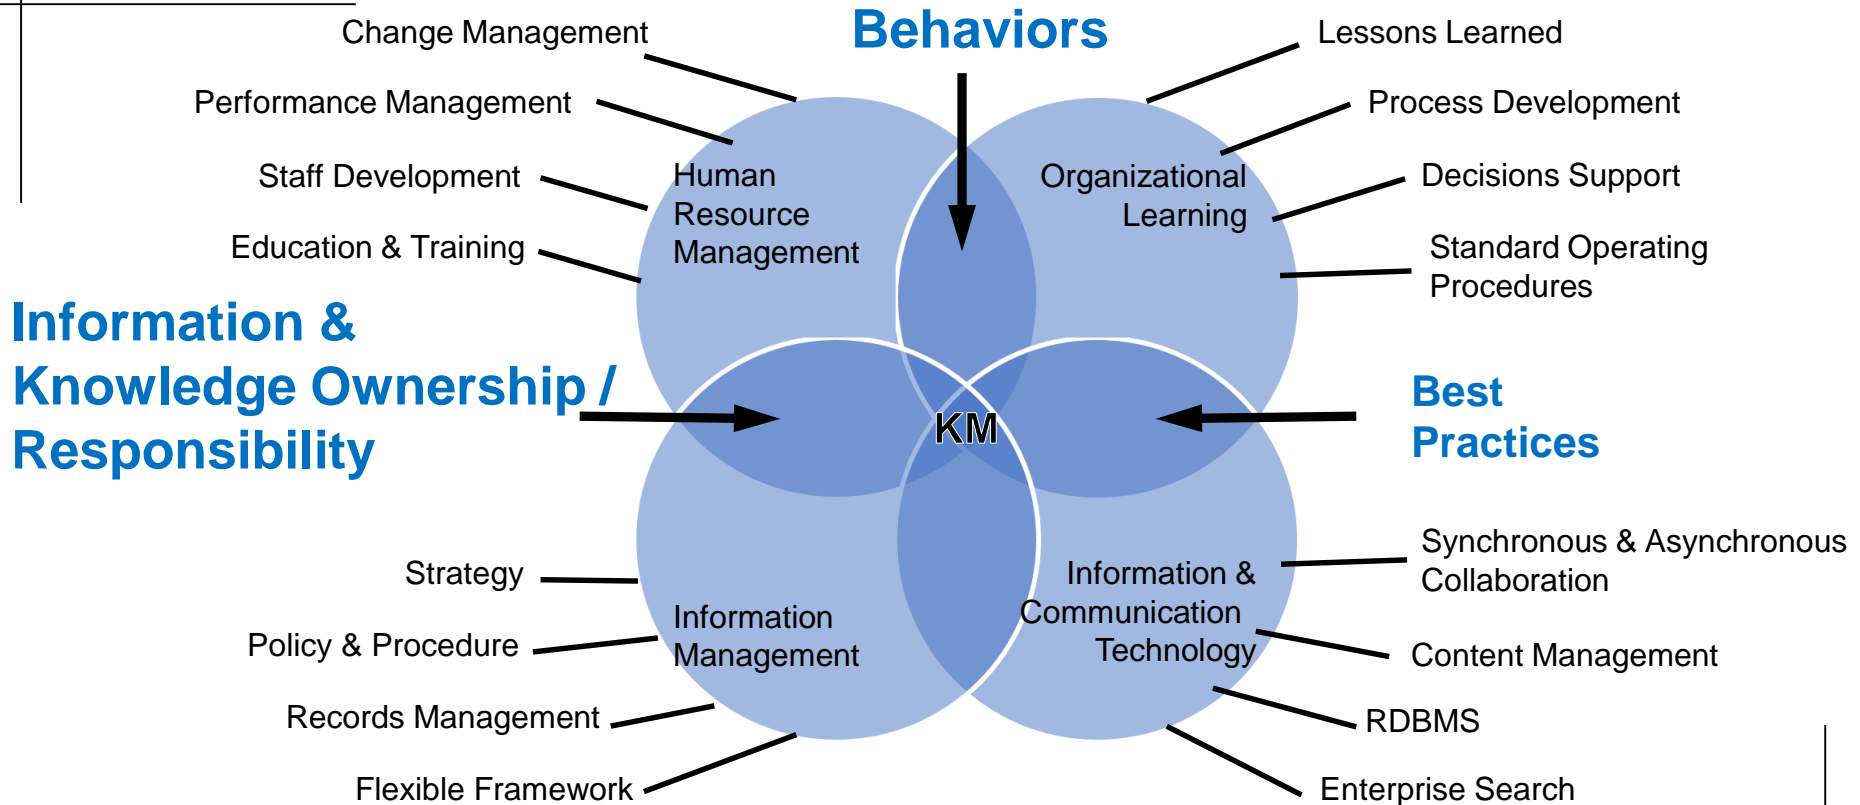 Behaviors
Change Management
Performance Management
Staff Development
Education & Training
Human
Resource
Management
Organizational
Learning
Lessons Learned
Process Development
Decisions Support
Standard Operating
Procedures
Information &
Knowledge Ownership /
Responsibility
KM
Best
Practices
Strategy
Policy & Procedure
Records Management
Flexible Framework
Information
Management
Information &
Communication
Technology
Synchronous & Asynchronous
Collaboration
Content Management
RDBMS
Enterprise Search